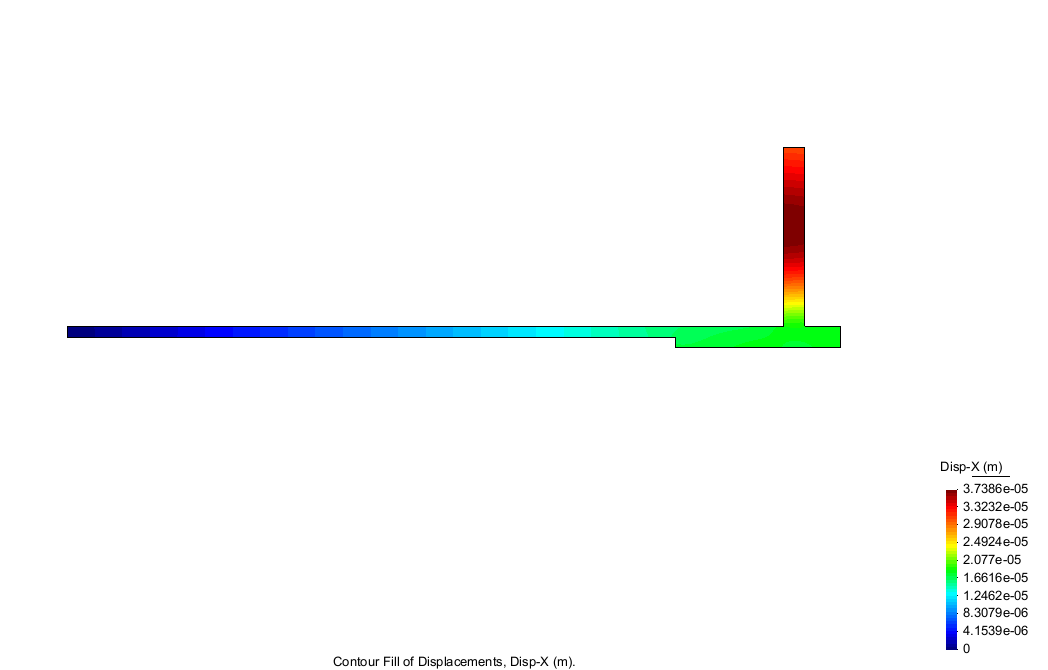 Disp-X (m)
3.7386e-05
3.3232e-05
2.9078e-05
2.4924e-05
2.077e-05
1.6616e-05
1.2462e-05
8.3079e-06
4.1539e-06
0
Contour Fill of Displacements, Disp-X (m).